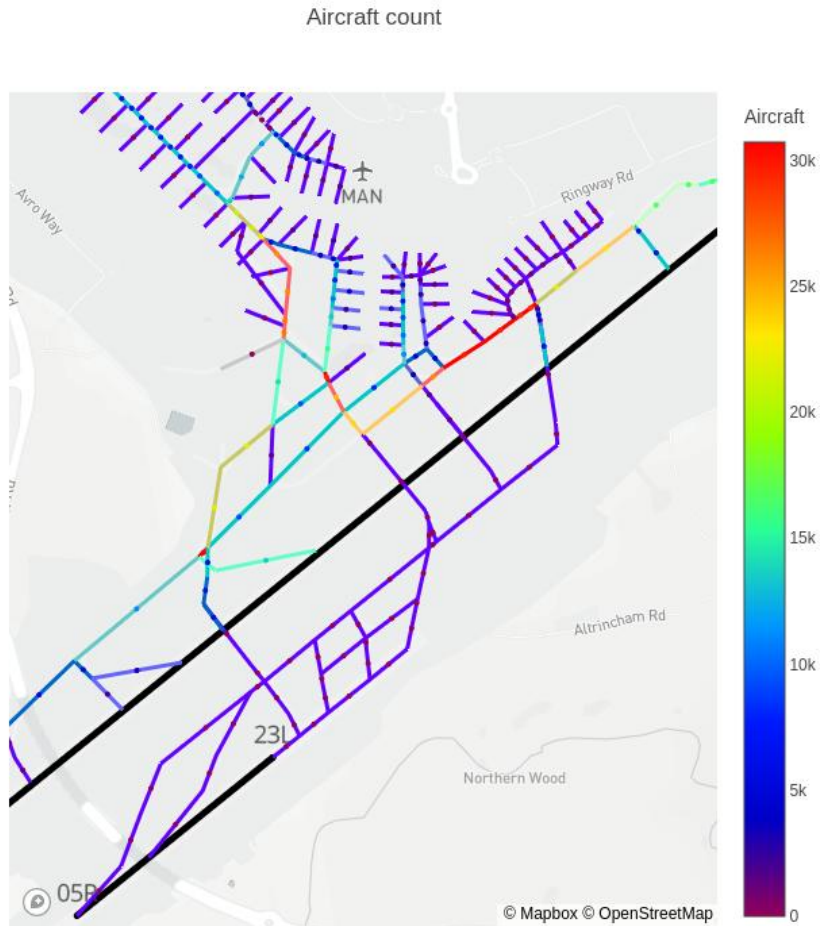 Aircraft count
Aircraft
30k
25k
20k
15k
10k
5k
0
MAN
Ringway Rd
Avro Way
Altrincham Rd
23L
Northern Wood
05R
© Mapbox © OpenStreetMap